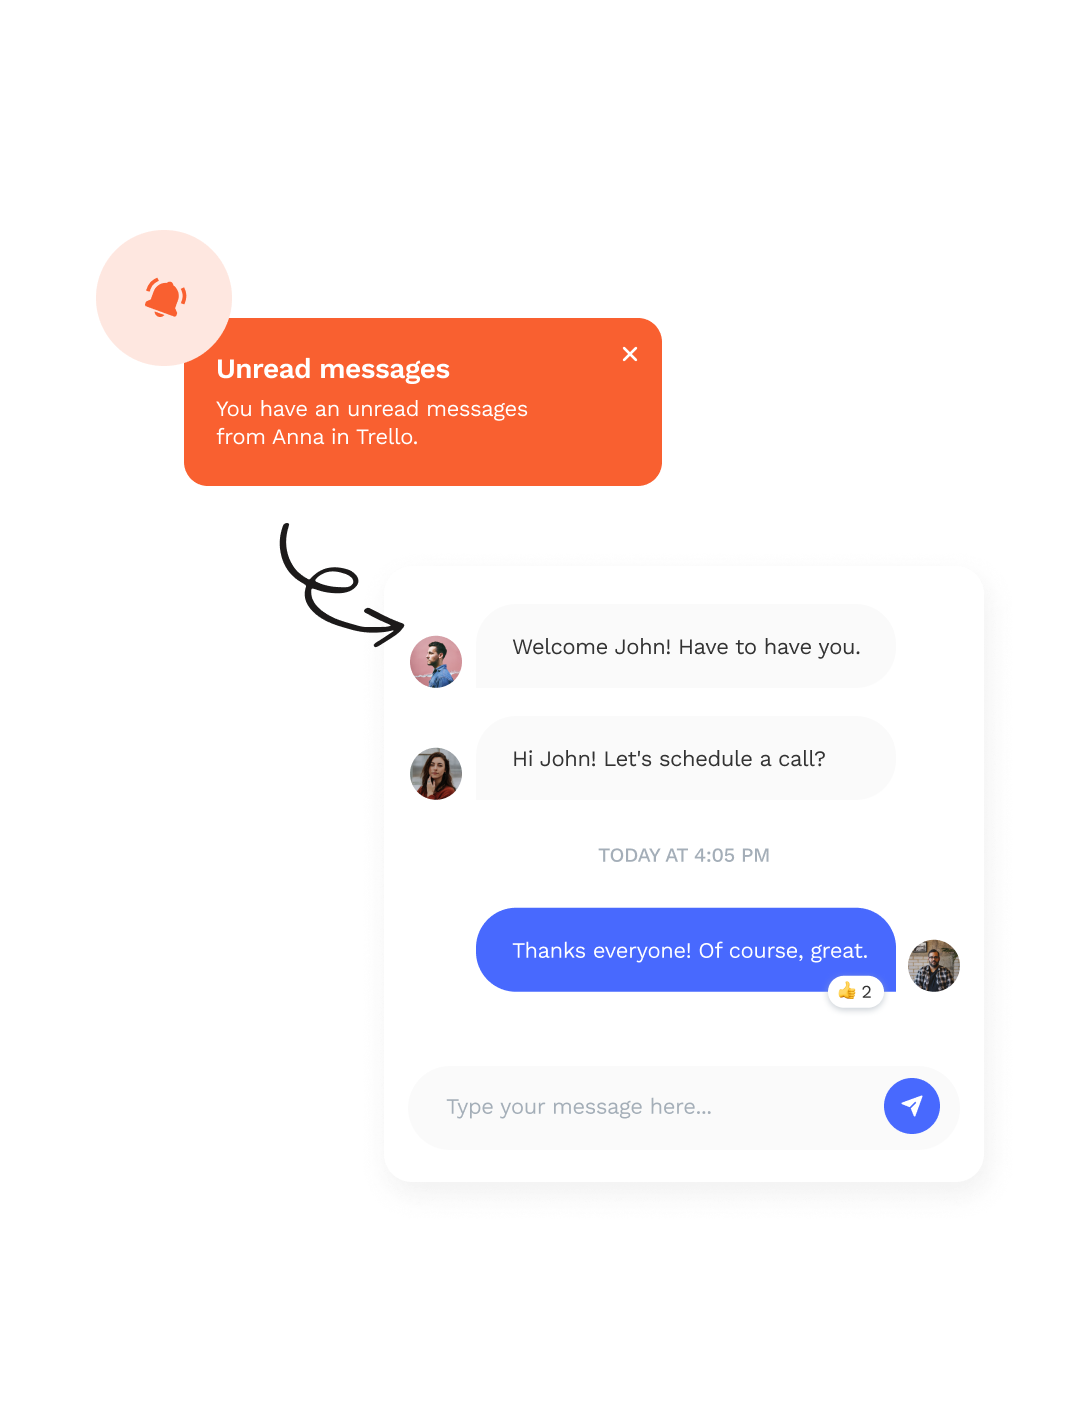 Unread messages
You have an unread messages
from Anna in Trello.
Welcome John! Have to have you.
Hi John! Let's schedule a call?
TODAY AT 4:05 PM
Thanks everyone! Of course, great.
👍 2
Type your message here...